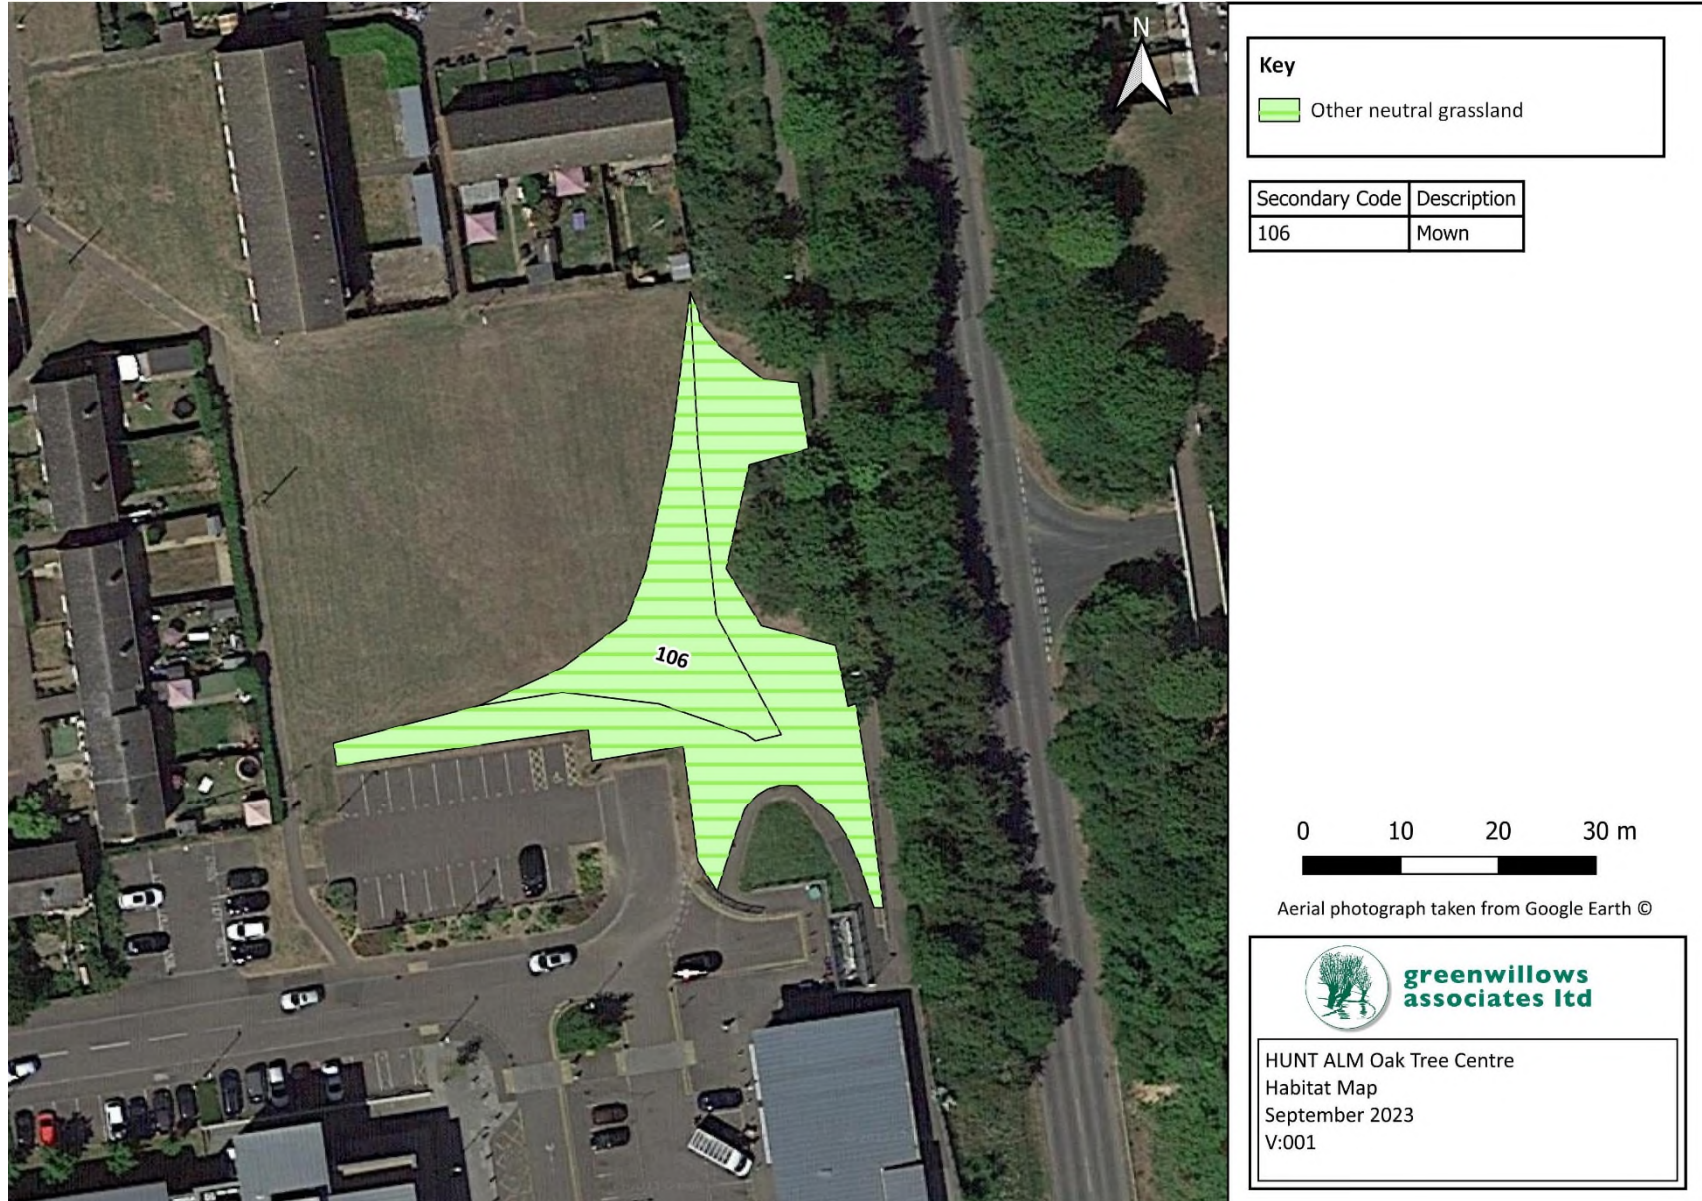 N
106
Key
Other neutral grassland
Secondary Code Description
106 Mown
0 10 20 30 m
Aerial photograph taken from Google Earth ©
greenwillows
associates ltd
HUNT ALM Oak Tree Centre
Habitat Map
September 2023
V:001